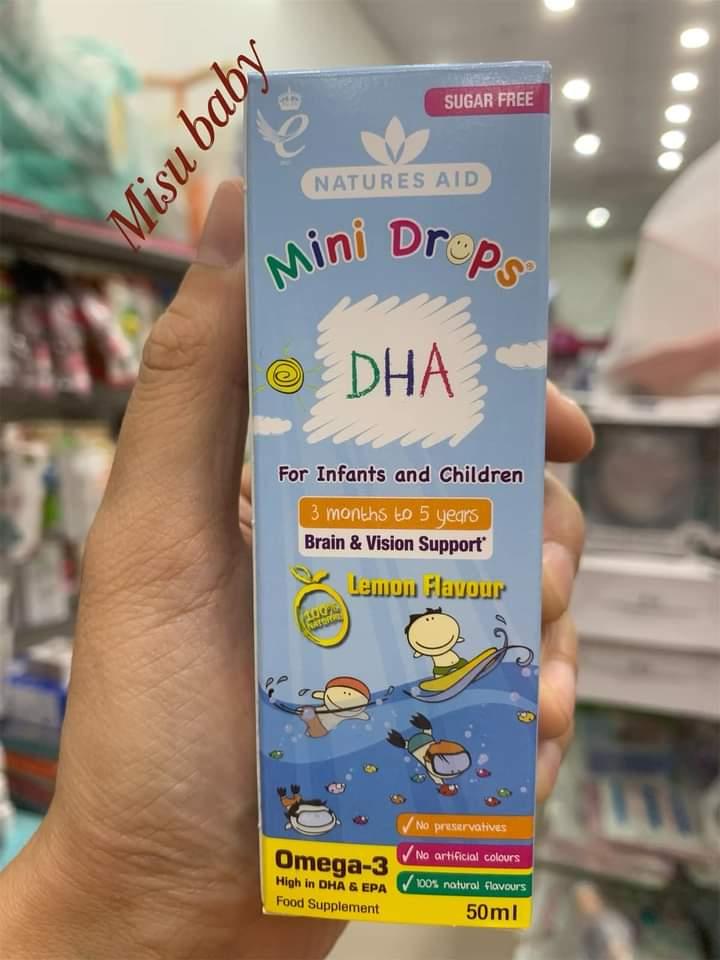 Misu baby
SUGAR FREE
NATURES AID
Mini Drops®
DHA
For Infants and Children
3 months to 5 years
Brain & Vision Support*
Lemon Flavour
100%
NATURAL
No preservatives
No artificial colours
100% natural flavours
Omega-3
High in DHA & EPA
Food Supplement
50ml